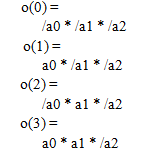 o(0) =
/a0 * /a1 * /a2
o(1) =
a0 * /a1 * /a2
o(2) =
/a0 * a1 * /a2
o(3) =
a0 * a1 * /a2